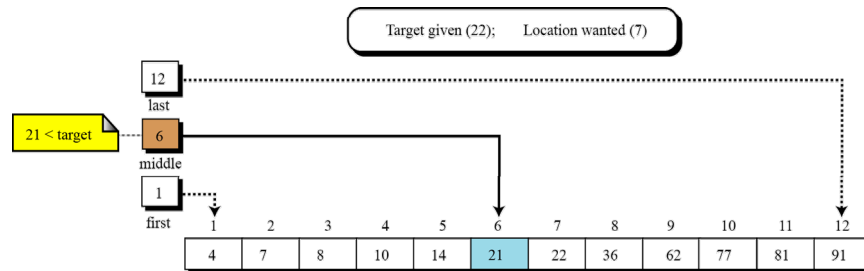 Target given (22); Location wanted (7)
12
last
21 < target
6
middle
1
first
1 2 3 4 5 6 7 8 9 10 11 12
4 7 8 10 14 21 22 36 62 77 81 91